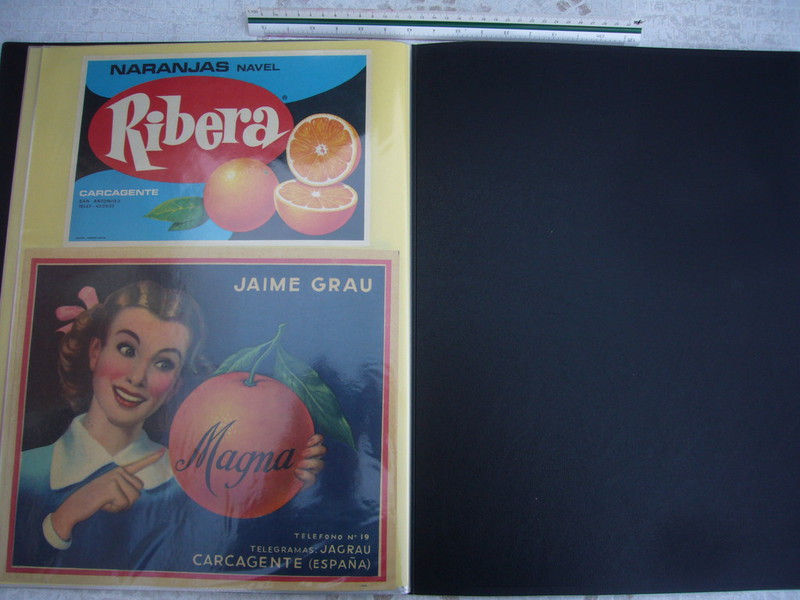 NARANJAS NAVEL
Ribera
®
CARCAGENTE
JAIME GRAU
Magna
TELEFONO Nº 19
TELEGRAMAS: JAGRAU
CARCAGENTE (ESPAÑA)